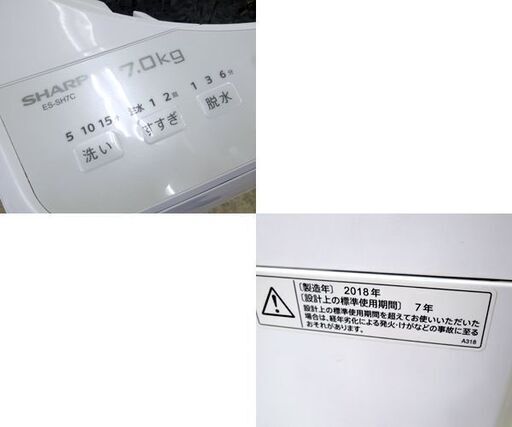 SHARP 7.0kg
ES-SH7C
5 10 15分 注水 1 2回 1 3 6分
洗い すすぎ 脱水
〔製造年〕 2018年
〔設計上の標準使用期間〕 7年
設計上の標準使用期間を超えてお使いいただいた
場合は、経年劣化による発火・けがなどの事故に至る
おそれがあります。
A318